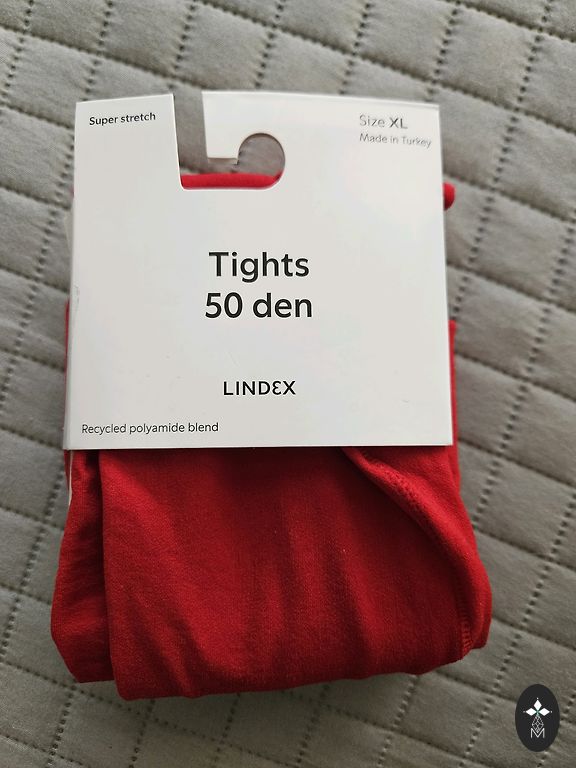 Super stretch
Size XL
Made in Turkey
Tights
50 den
LINDEX
Recycled polyamide blend
M